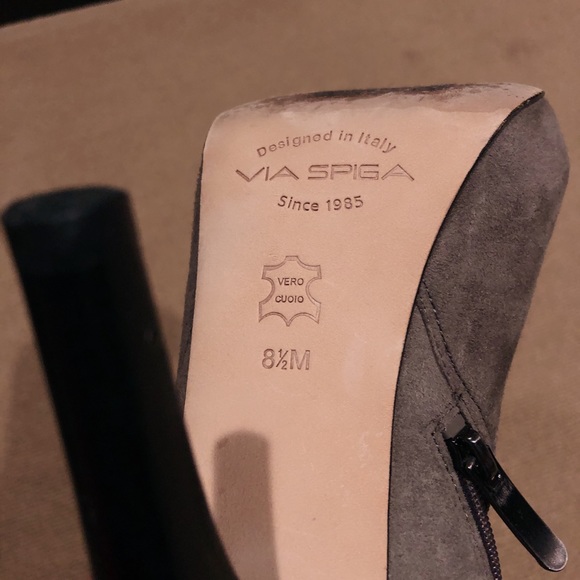 Designed in Italy
VIA SPIGA
Since 1985
VERO
CUOIO
8½M